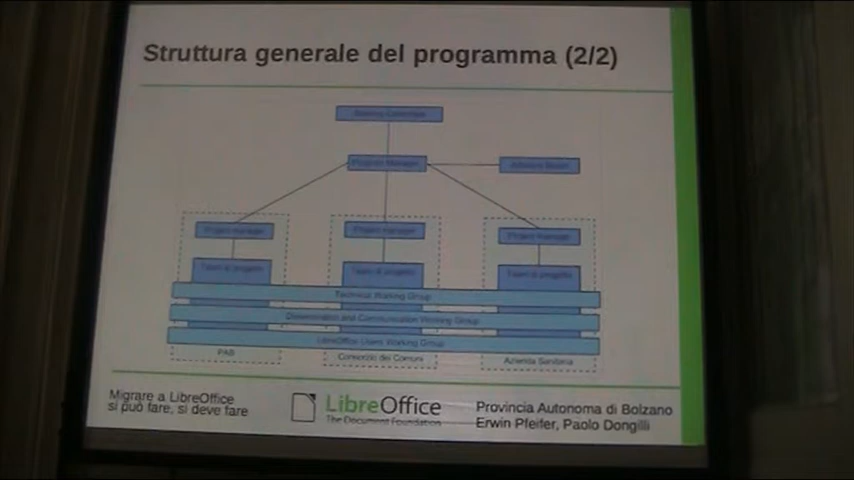 Struttura generale del programma (2/2)
Steering Committee
Program Manager
Advisory Board
Project manager
Project manager
Project manager
Team di progetto
Team di progetto
Team di progetto
Technical Working Group
Dissemination and Communication Working Group
LibreOffice Users Working Group
PAB
Consorzio dei Comuni
Azienda Sanitaria
Migrare a LibreOffice
si può fare, si deve fare
LibreOffice
The Document Foundation
Provincia Autonoma di Bolzano
Erwin Pfeifer, Paolo Dongilli